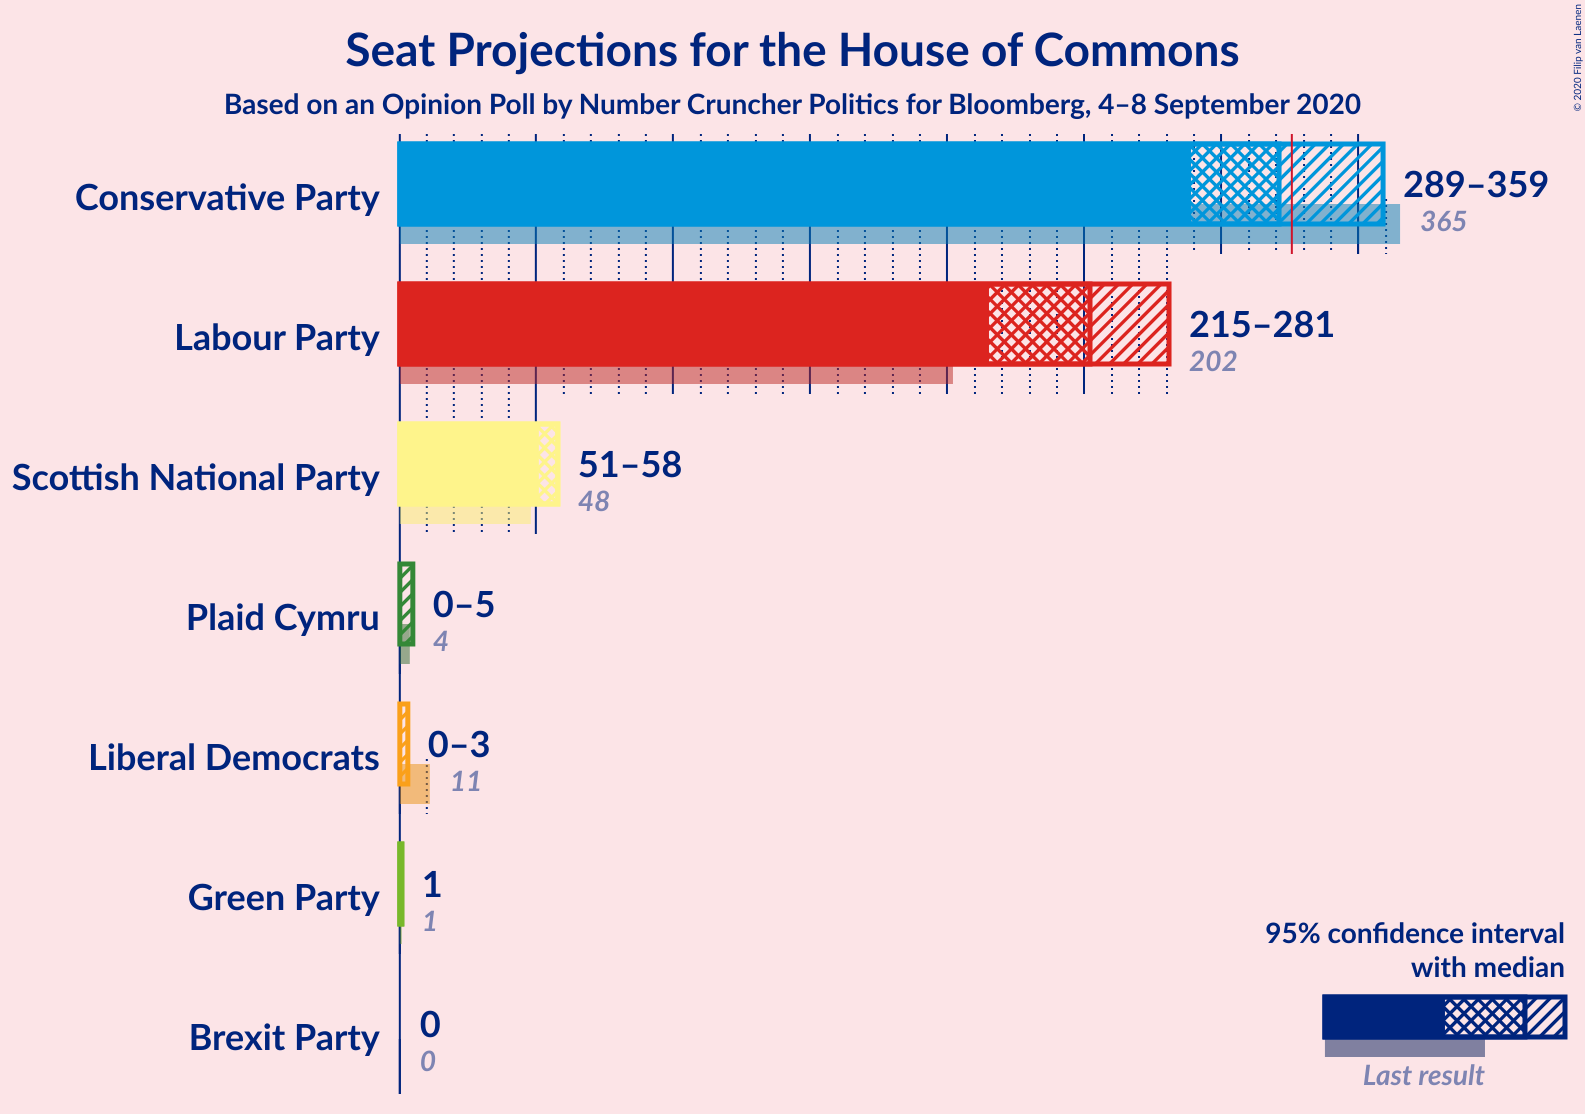 Seat Projections for the House of Commons
Based on an Opinion Poll by Number Cruncher Politics for Bloomberg, 4–8 September 2020
© 2020 Filip van Laenen
Conservative Party
289–359
365
Labour Party
215–281
202
Scottish National Party
51–58
48
Plaid Cymru
0–5
4
Liberal Democrats
0–3
11
Green Party
1
1
Brexit Party
0
0
95% confidence interval
with median
Last result